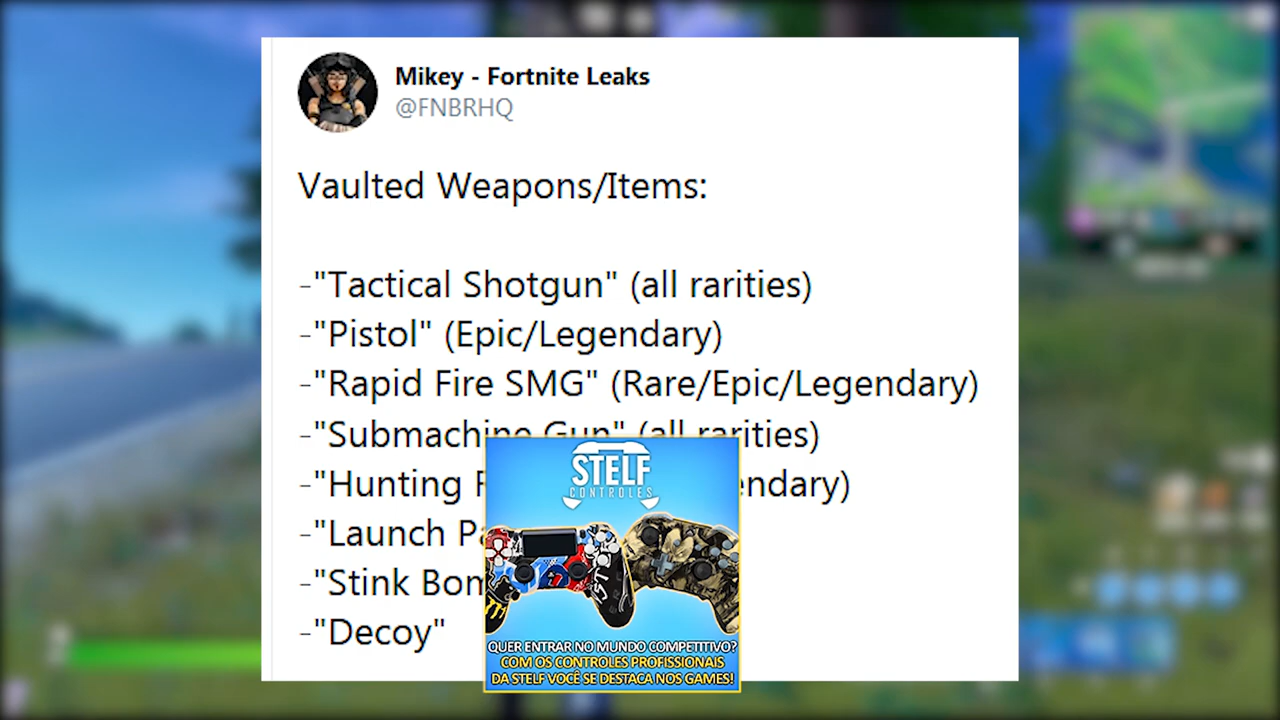 Mikey - Fortnite Leaks
@FNBRHQ
Vaulted Weapons/Items:
-"Tactical Shotgun" (all rarities)
-"Pistol" (Epic/Legendary)
-"Rapid Fire SMG" (Rare/Epic/Legendary)
-"Submachine Gun" (all rarities)
-"Hunting
-"Launch
-"Stink
-"Decoy"
STELF
CONTROLES
QUER ENTRAR NO MUNDO COMPETITIVO?
COM OS CONTROLES PROFISSIONAIS
DA STELF VOCÊ SE DESTACA NOS GAMES!